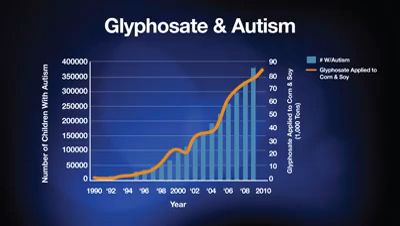 Glyphosate & Autism
Number of Children With Autism
400000
350000
300000
250000
200000
150000
100000
50000
0
90
80
70
60
50
40
30
20
10
0
Glyphosate Applied to Corn & Soy
(1,000 Tons)
# W/Autism
Glyphosate Applied to
Corn & Soy
1990 '92 '94 '96 '98 2000 '02 '04 '06 '08 2010
Year